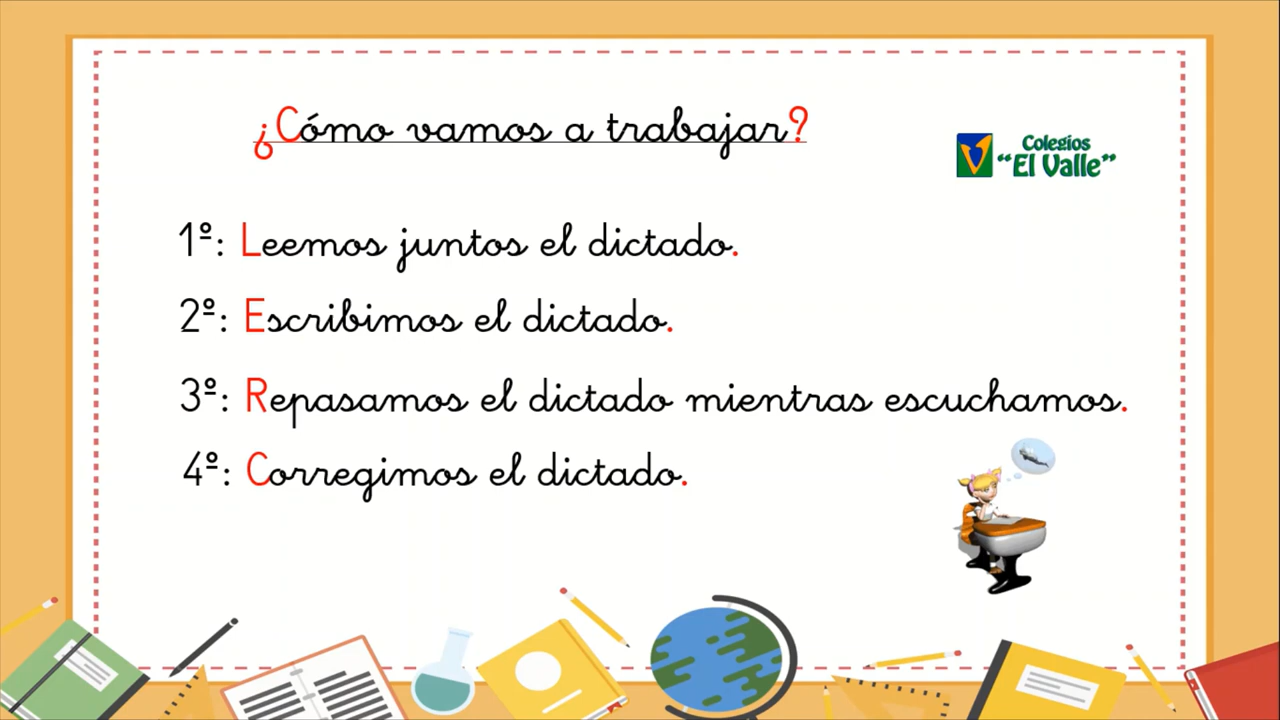 ¿Cómo vamos a trabajar?
Colegios
“El Valle”
1º: Leemos juntos el dictado.
2º: Escribimos el dictado.
3º: Repasamos el dictado mientras escuchamos.
4º: Corregimos el dictado.